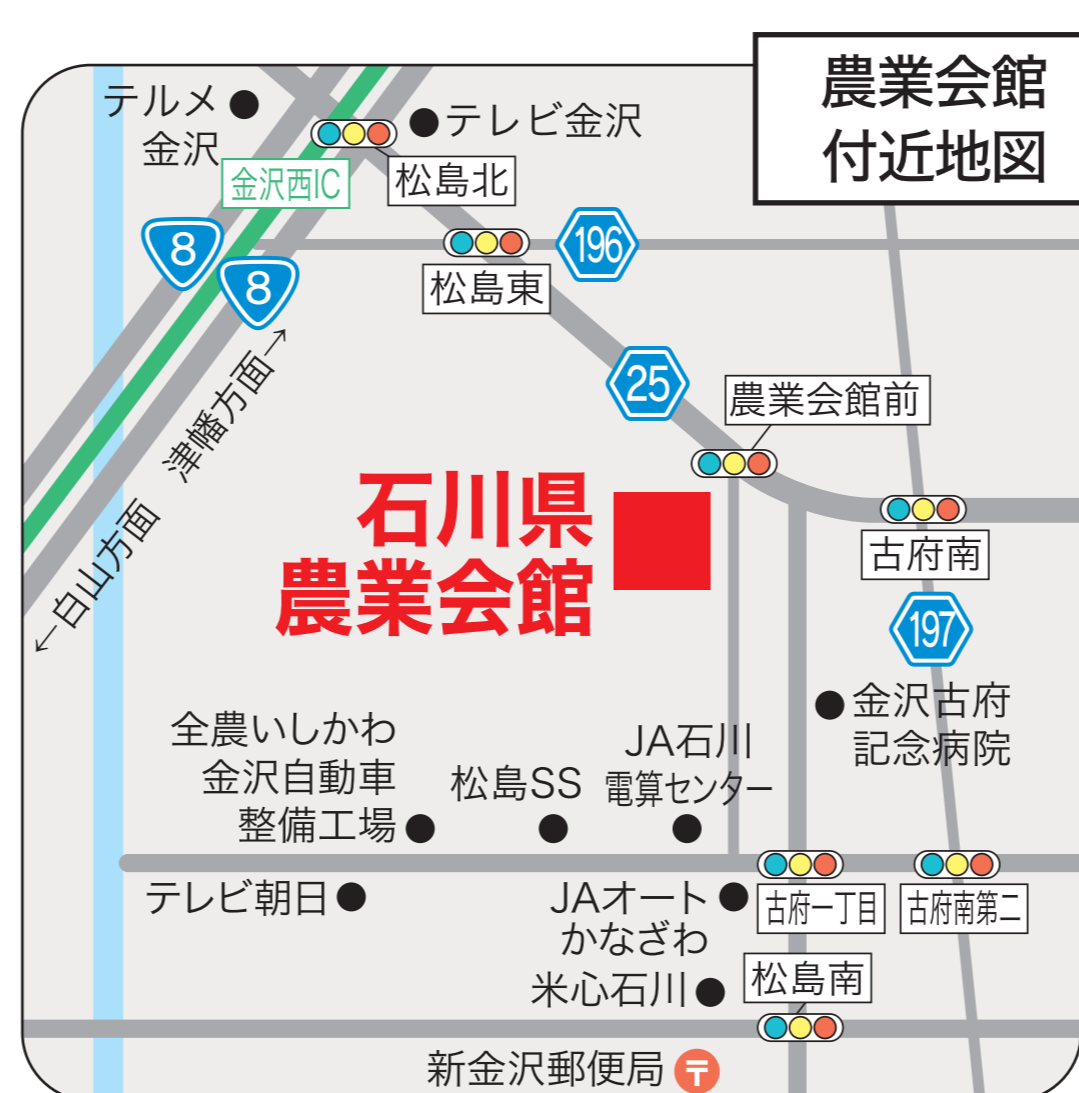 農業会館
付近地図
テルメ
金沢
テレビ金沢
金沢西IC
松島北
8
8
196
松島東
津幡方面→
←白山方面
25
農業会館前
石川県
農業会館
古府南
197
金沢古府
記念病院
全農いしかわ
金沢自動車
整備工場
松島SS
JA石川
電算センター
テレビ朝日
JAオート
かなざわ
古府一丁目
古府南第二
米心石川
松島南
新金沢郵便局
〒